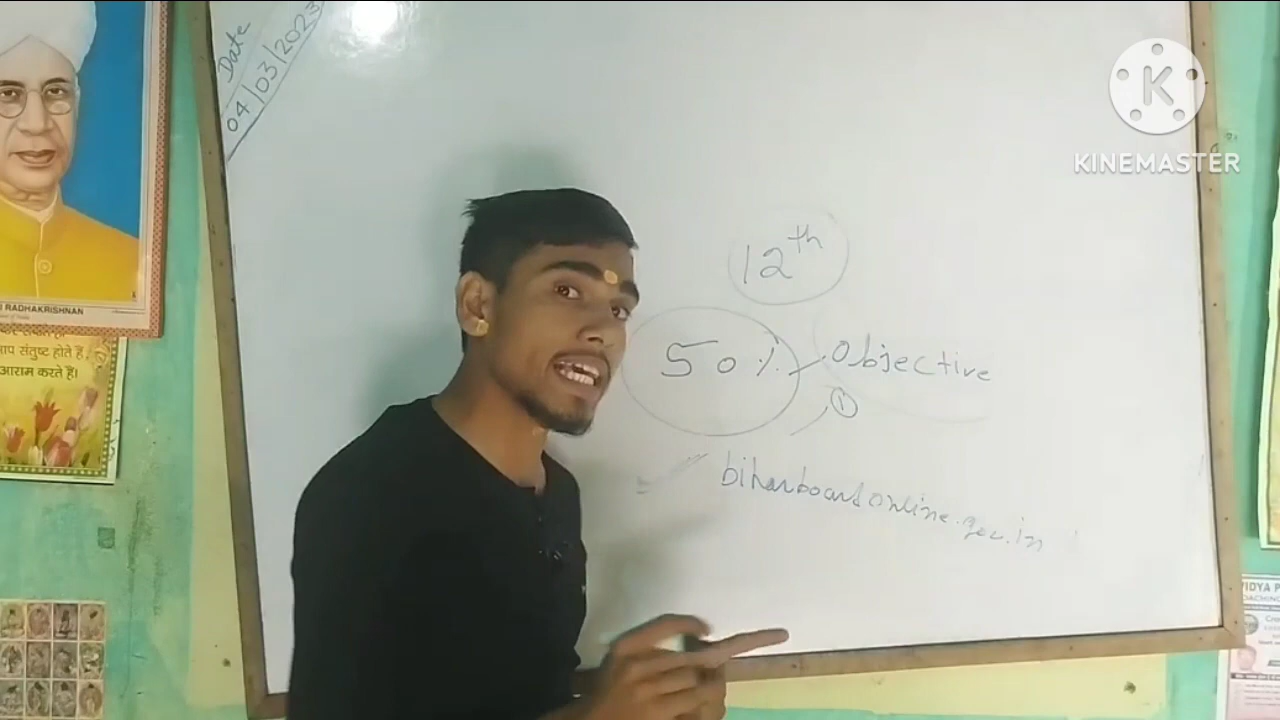 Date
04/03/2023
KINEMASTER
12th
50%
Objective
①
biharboardonline.gov.in
I RADHAKRISHNAN
आप संतुष्ट होते हैं,
आराम करते हैं।
VIDYA P